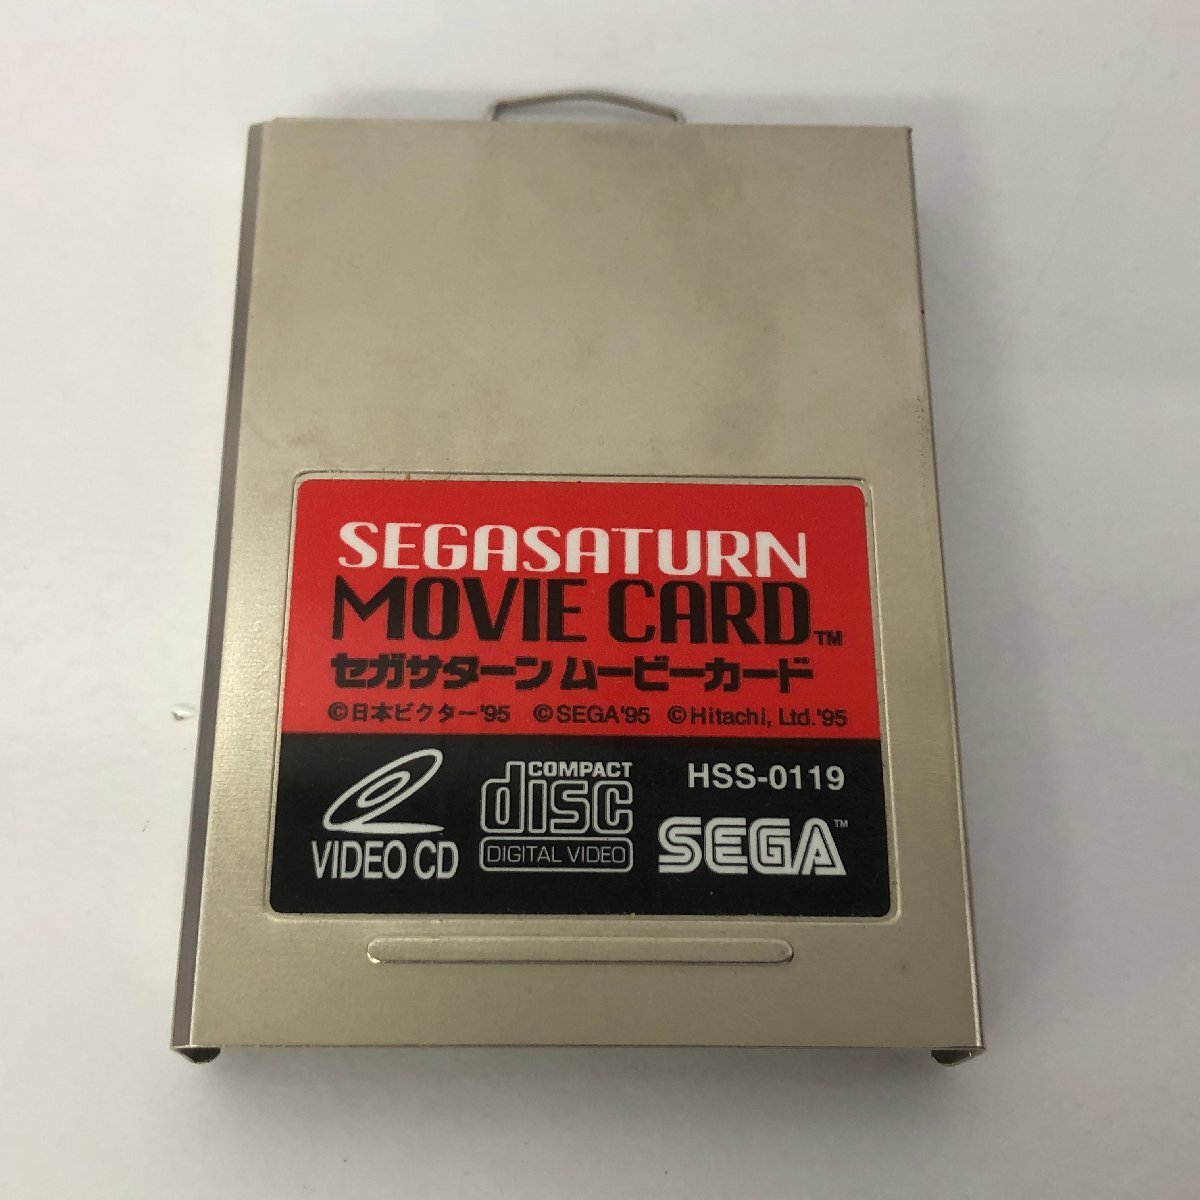 SEGASATURN
MOVIE CARD™
セガサターン ムービーカード
©日本ビクター'95 ©SEGA'95 ©Hitachi, Ltd.'95
VIDEO CD
COMPACT
disc
DIGITAL VIDEO
HSS-0119
SEGA™